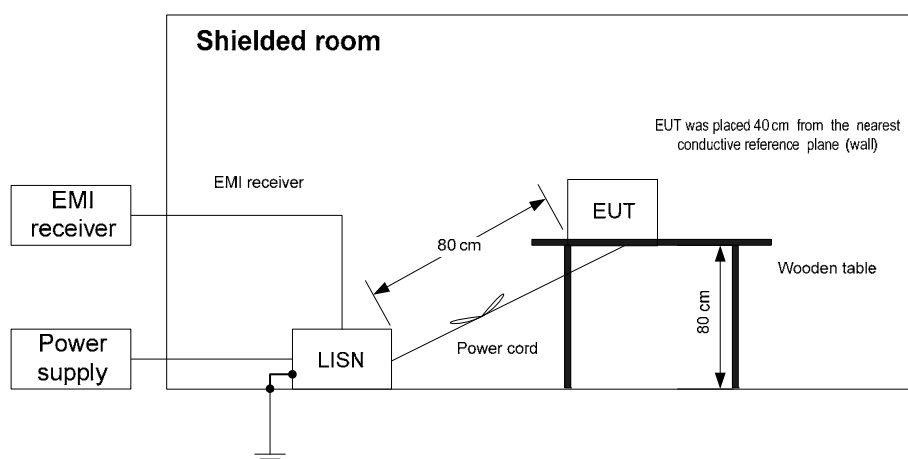 Shielded room
EUT was placed 40 cm from the nearest
conductive reference plane (wall)
EMI receiver
EMI
receiver
EUT
80 cm
Wooden table
80 cm
Power
supply
LISN
Power cord